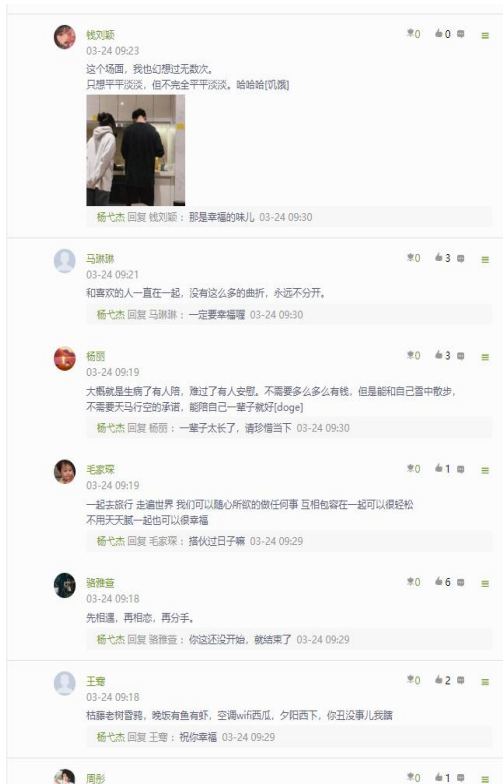 钱刘颖
0 0
03-24 09:23
这个场面，我也幻想过无数次。
只想平平淡淡，但不完全平平淡淡。哈哈哈[饥饿]
杨弋杰 回复 钱刘颖： 那是幸福的味儿 03-24 09:30
马琳琳
0 3
03-24 09:21
和喜欢的人一直在一起，没有这么多的曲折，永远不分开。
杨弋杰 回复 马琳琳： 一定要幸福喔 03-24 09:30
杨丽
0 3
03-24 09:19
大概就是生病了有人陪，难过了有人安慰。不需要多么多么有钱，但是能和自己雪中散步，
不需要天马行空的承诺，能陪自己一辈子就好[doge]
杨弋杰 回复 杨丽： 一辈子太长了，请珍惜当下 03-24 09:30
毛家琛
0 1
03-24 09:19
一起去旅行 走遍世界 我们可以随心所欲的做任何事 互相包容在一起可以很轻松
不用天天腻一起也可以很幸福
杨弋杰 回复 毛家琛： 搭伙过日子嘛 03-24 09:29
骆雅萱
0 6
03-24 09:18
先相遇，再相恋，再分手。
杨弋杰 回复 骆雅萱： 你这还没开始，就结束了 03-24 09:29
王骞
0 2
03-24 09:18
枯藤老树昏鸦，晚饭有鱼有虾，空调wifi西瓜，夕阳西下，你丑没事儿我瞎
杨弋杰 回复 王骞： 祝你幸福 03-24 09:29
周彤
0 1